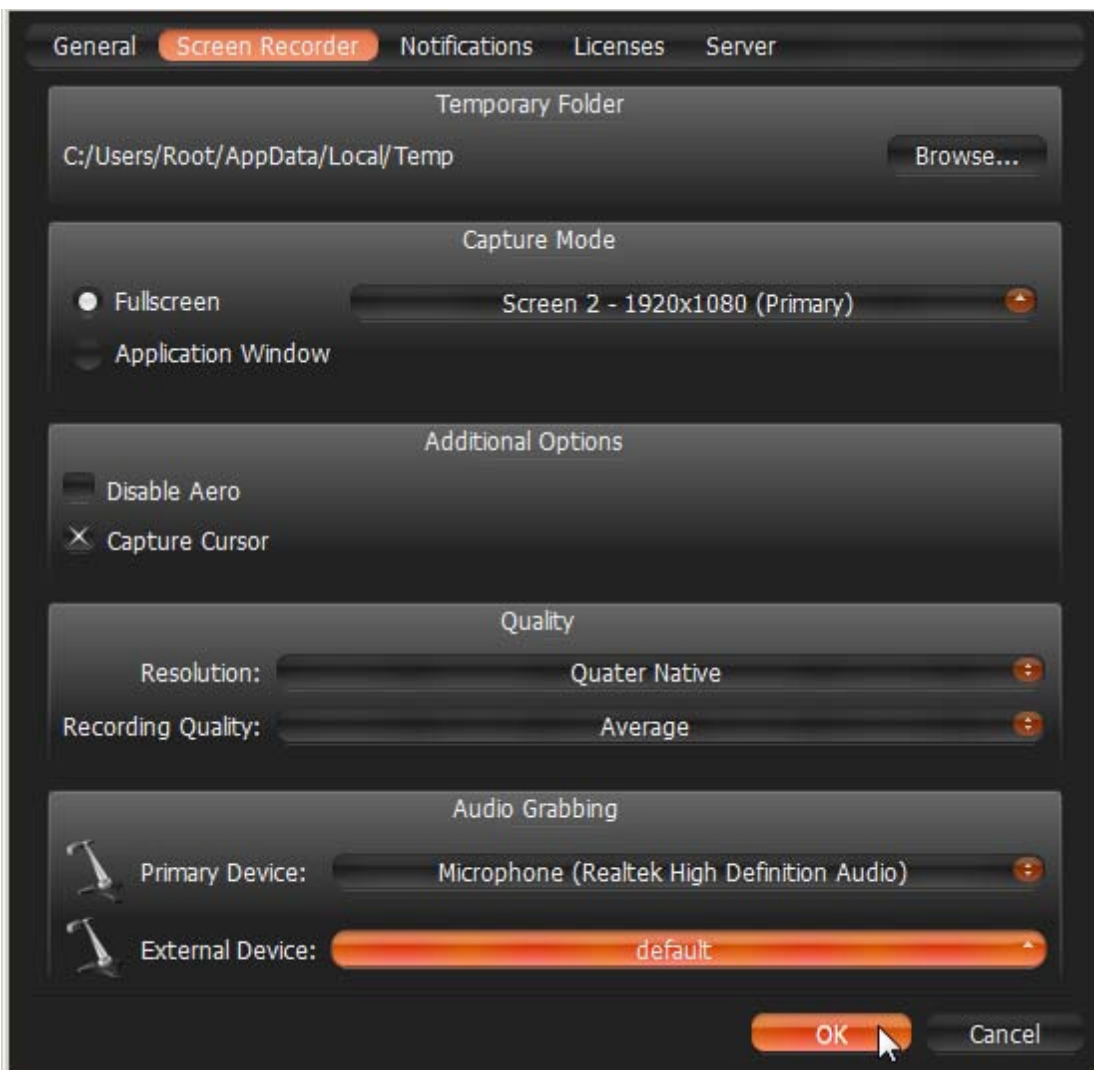 General Screen Recorder Notifications Licenses Server
Temporary Folder
C:/Users/Root/AppData/Local/Temp Browse...
Capture Mode
Fullscreen Screen 2 - 1920x1080 (Primary)
Application Window
Additional Options
Disable Aero
Capture Cursor
Quality
Resolution: Quater Native
Recording Quality: Average
Audio Grabbing
Primary Device: Microphone (Realtek High Definition Audio)
External Device: default
OK Cancel